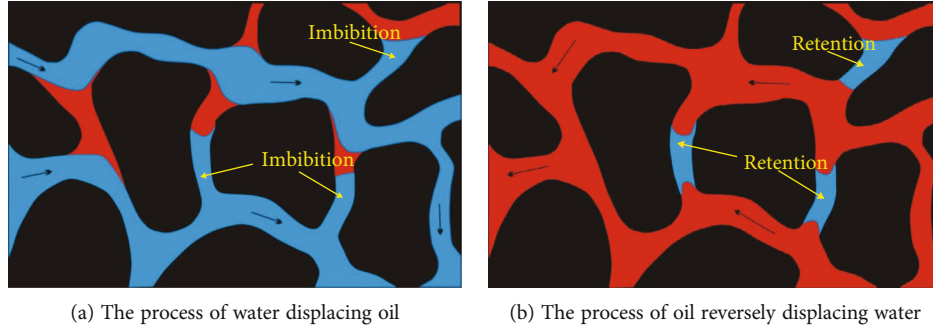 Imbibition
Imbibition
(a) The process of water displacing oil
Retention
Retention
(b) The process of oil reversely displacing water